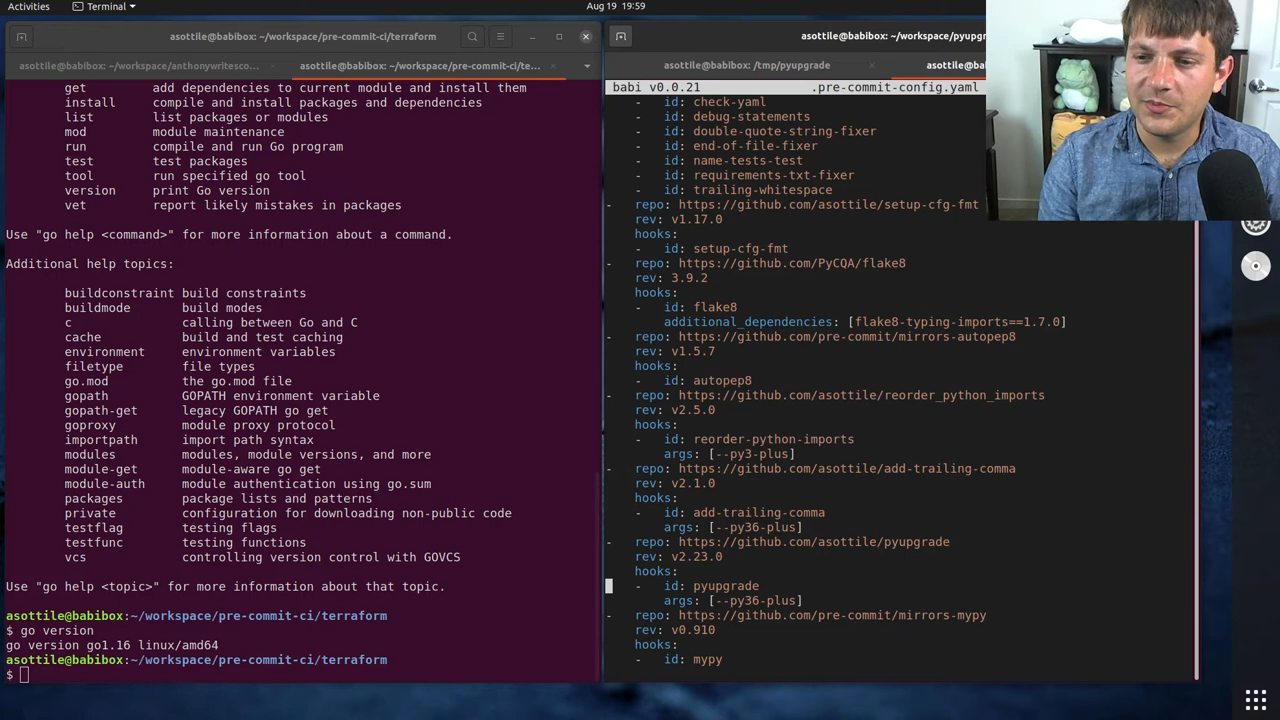 Activities
Terminal
Aug 19 19:59
asottile@babibox: ~/workspace/pre-commit-ci/terraform
asottile@babibox: ~/workspace/anthonywritesco...
asottile@babibox: ~/workspace/pre-commit-ci/te...
get add dependencies to current module and install them
install compile and install packages and dependencies
list list packages or modules
mod module maintenance
run compile and run Go program
test test packages
tool run specified go tool
version print Go version
vet report likely mistakes in packages
Use "go help <command>" for more information about a command.
Additional help topics:
buildconstraint build constraints
buildmode build modes
c calling between Go and C
cache build and test caching
environment environment variables
filetype file types
go.mod the go.mod file
gopath GOPATH environment variable
gopath-get legacy GOPATH go get
goproxy module proxy protocol
importpath import path syntax
modules modules, module versions, and more
module-get module-aware go get
module-auth module authentication using go.sum
packages package lists and patterns
private configuration for downloading non-public code
testflag testing flags
testfunc testing functions
vcs controlling version control with GOVCS
Use "go help <topic>" for more information about that topic.
asottile@babibox:~/workspace/pre-commit-ci/terraform
$ go version
go version go1.16 linux/amd64
asottile@babibox:~/workspace/pre-commit-ci/terraform
$
asottile@babibox: ~/workspace/pyupgr
asottile@babibox: /tmp/pyupgrade
asottile@bab
babi v0.0.21 .pre-commit-config.yaml
- id: check-yaml
- id: debug-statements
- id: double-quote-string-fixer
- id: end-of-file-fixer
- id: name-tests-test
- id: requirements-txt-fixer
- id: trailing-whitespace
- repo: https://github.com/asottile/setup-cfg-fmt
rev: v1.17.0
hooks:
- id: setup-cfg-fmt
- repo: https://github.com/PyCQA/flake8
rev: 3.9.2
hooks:
- id: flake8
additional_dependencies: [flake8-typing-imports==1.7.0]
- repo: https://github.com/pre-commit/mirrors-autopep8
rev: v1.5.7
hooks:
- id: autopep8
- repo: https://github.com/asottile/reorder_python_imports
rev: v2.5.0
hooks:
- id: reorder-python-imports
args: [--py3-plus]
- repo: https://github.com/asottile/add-trailing-comma
rev: v2.1.0
hooks:
- id: add-trailing-comma
args: [--py36-plus]
- repo: https://github.com/asottile/pyupgrade
rev: v2.23.0
hooks:
- id: pyupgrade
args: [--py36-plus]
- repo: https://github.com/pre-commit/mirrors-mypy
rev: v0.910
hooks:
- id: mypy